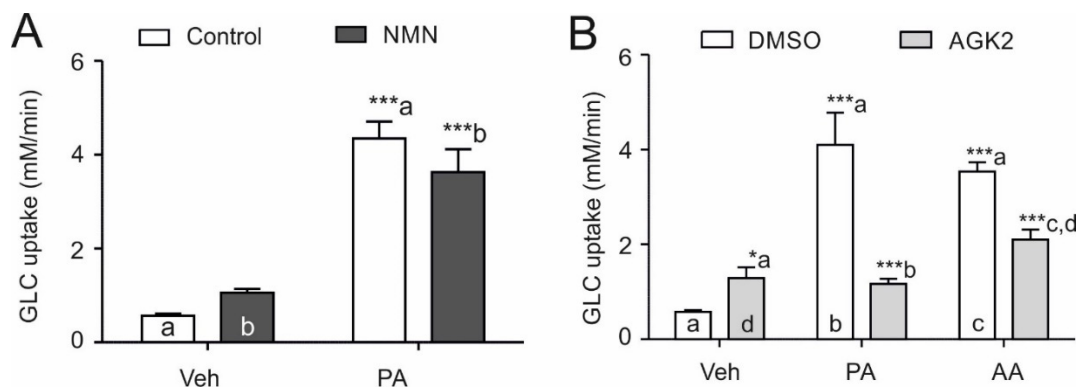 A
Control NMN
GLC uptake (mM/min)
6
4
2
0
***a
***b
a
b
Veh PA
B
DMSO AGK2
GLC uptake (mM/min)
6
4
2
0
***a
***a
***c,d
*a
***b
a
d
b
c
Veh PA AA